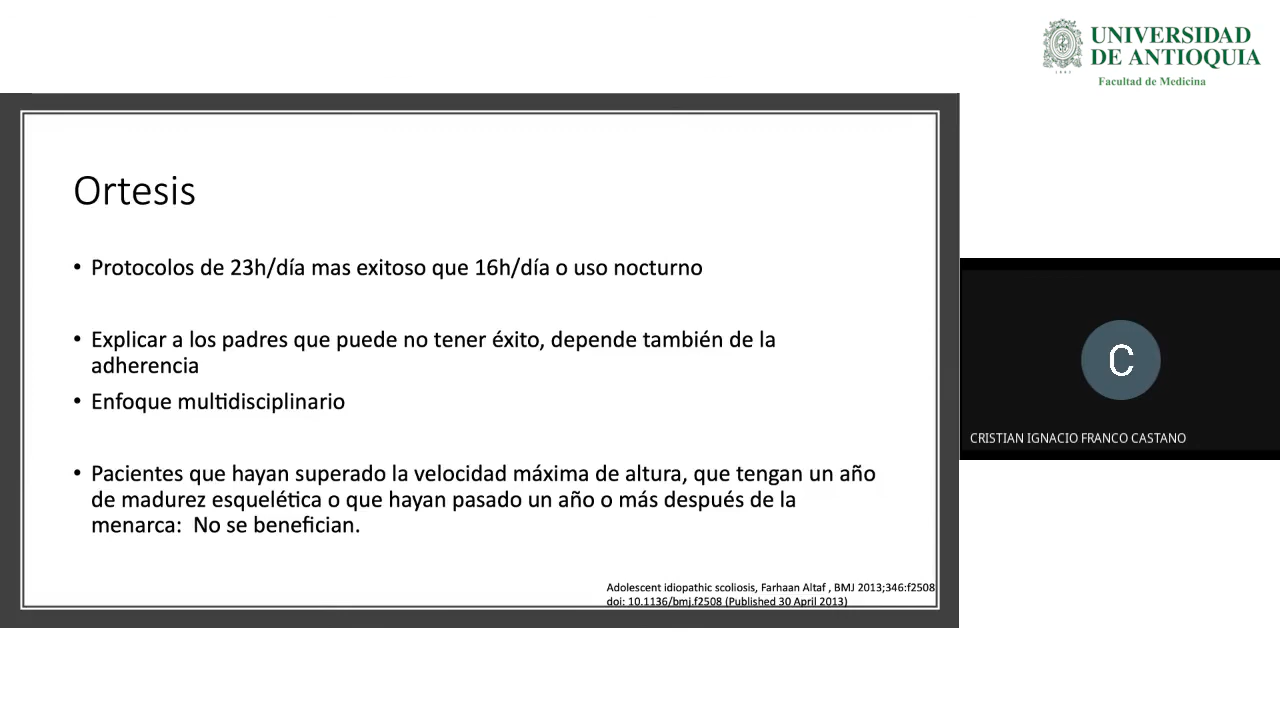 UNIVERSIDAD
DE ANTIOQUIA
1803
Facultad de Medicina
Ortesis
• Protocolos de 23h/día mas exitoso que 16h/día o uso nocturno
• Explicar a los padres que puede no tener éxito, depende también de la
adherencia
• Enfoque multidisciplinario
• Pacientes que hayan superado la velocidad máxima de altura, que tengan un año
de madurez esquelética o que hayan pasado un año o más después de la
menarca: No se benefician.
Adolescent idiopathic scoliosis, Farhaan Altaf , BMJ 2013;346:f2508
doi: 10.1136/bmj.f2508 (Published 30 April 2013)
C
CRISTIAN IGNACIO FRANCO CASTANO